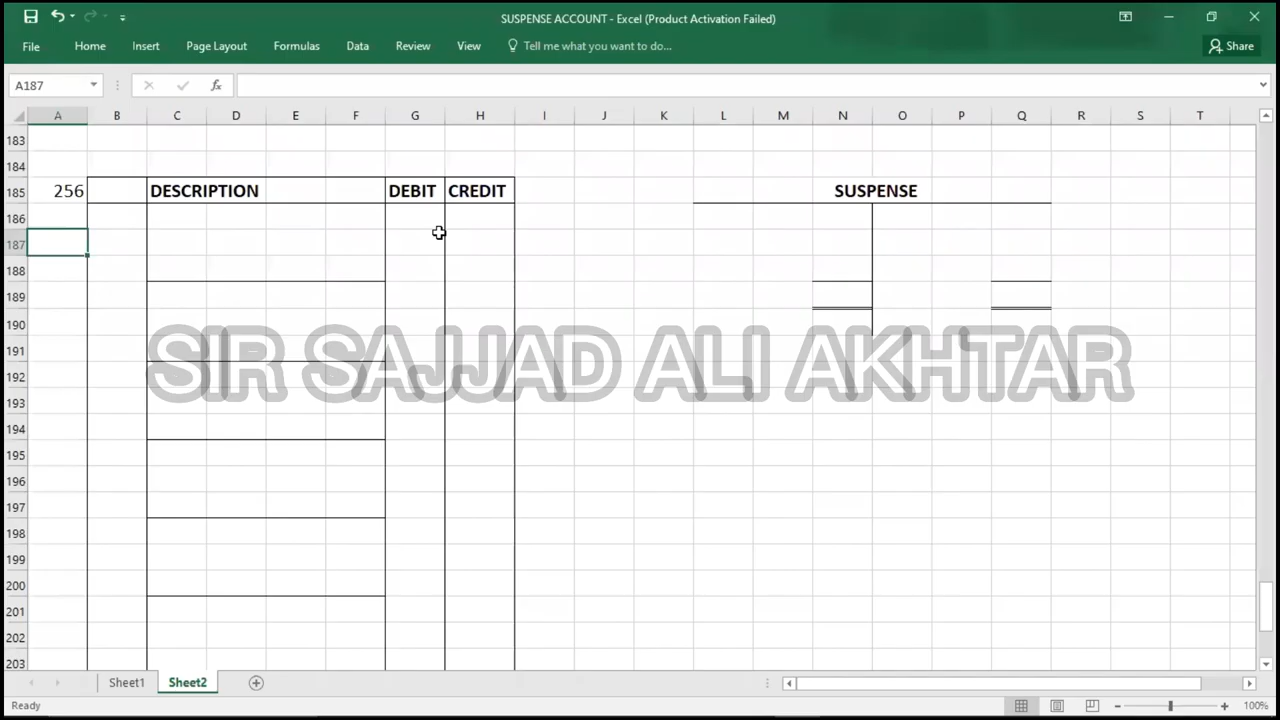 SUSPENSE ACCOUNT - Excel (Product Activation Failed)
File Home Insert Page Layout Formulas Data Review View Tell me what you want to do... Share
A187 fx
A B C D E F G H I J K L M N O P Q R S T
183
184
185 256 DESCRIPTION DEBIT CREDIT SUSPENSE
186
187
188
189
190
191
192
193
194
195
196
197
198
199
200
201
202
203
SIR SAJJAD ALI AKHTAR
Sheet1 Sheet2
Ready 100%